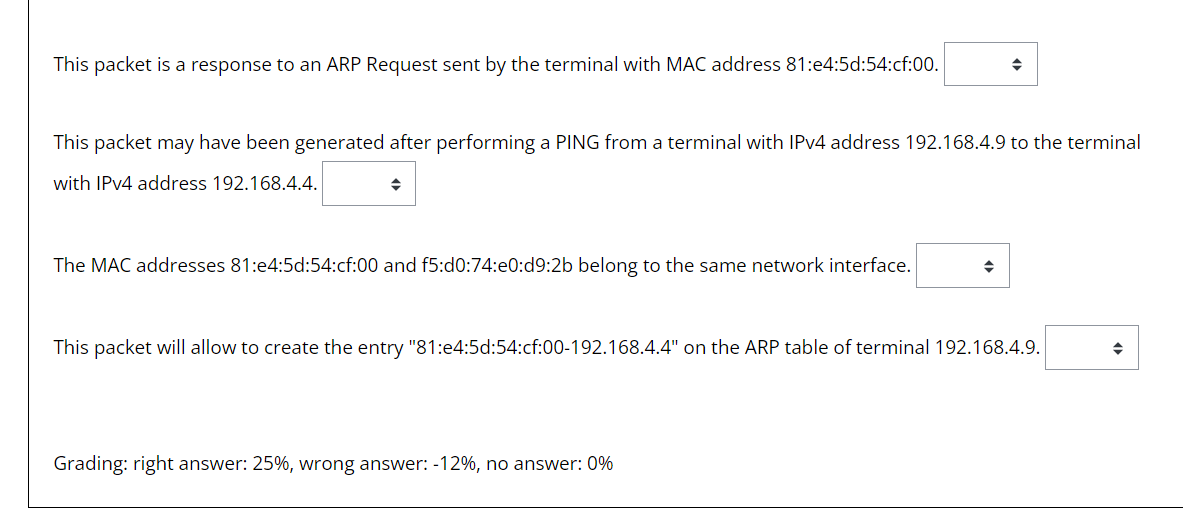 This packet is a response to an ARP Request sent by the terminal with MAC address 81:e4:5d:54:cf:00.
This packet may have been generated after performing a PING from a terminal with IPv4 address 192.168.4.9 to the terminal
with IPv4 address 192.168.4.4.
The MAC addresses 81:e4:5d:54:cf:00 and f5:d0:74:e0:d9:2b belong to the same network interface.
This packet will allow to create the entry "81:e4:5d:54:cf:00-192.168.4.4" on the ARP table of terminal 192.168.4.9.
Grading: right answer: 25%, wrong answer: -12%, no answer: 0%